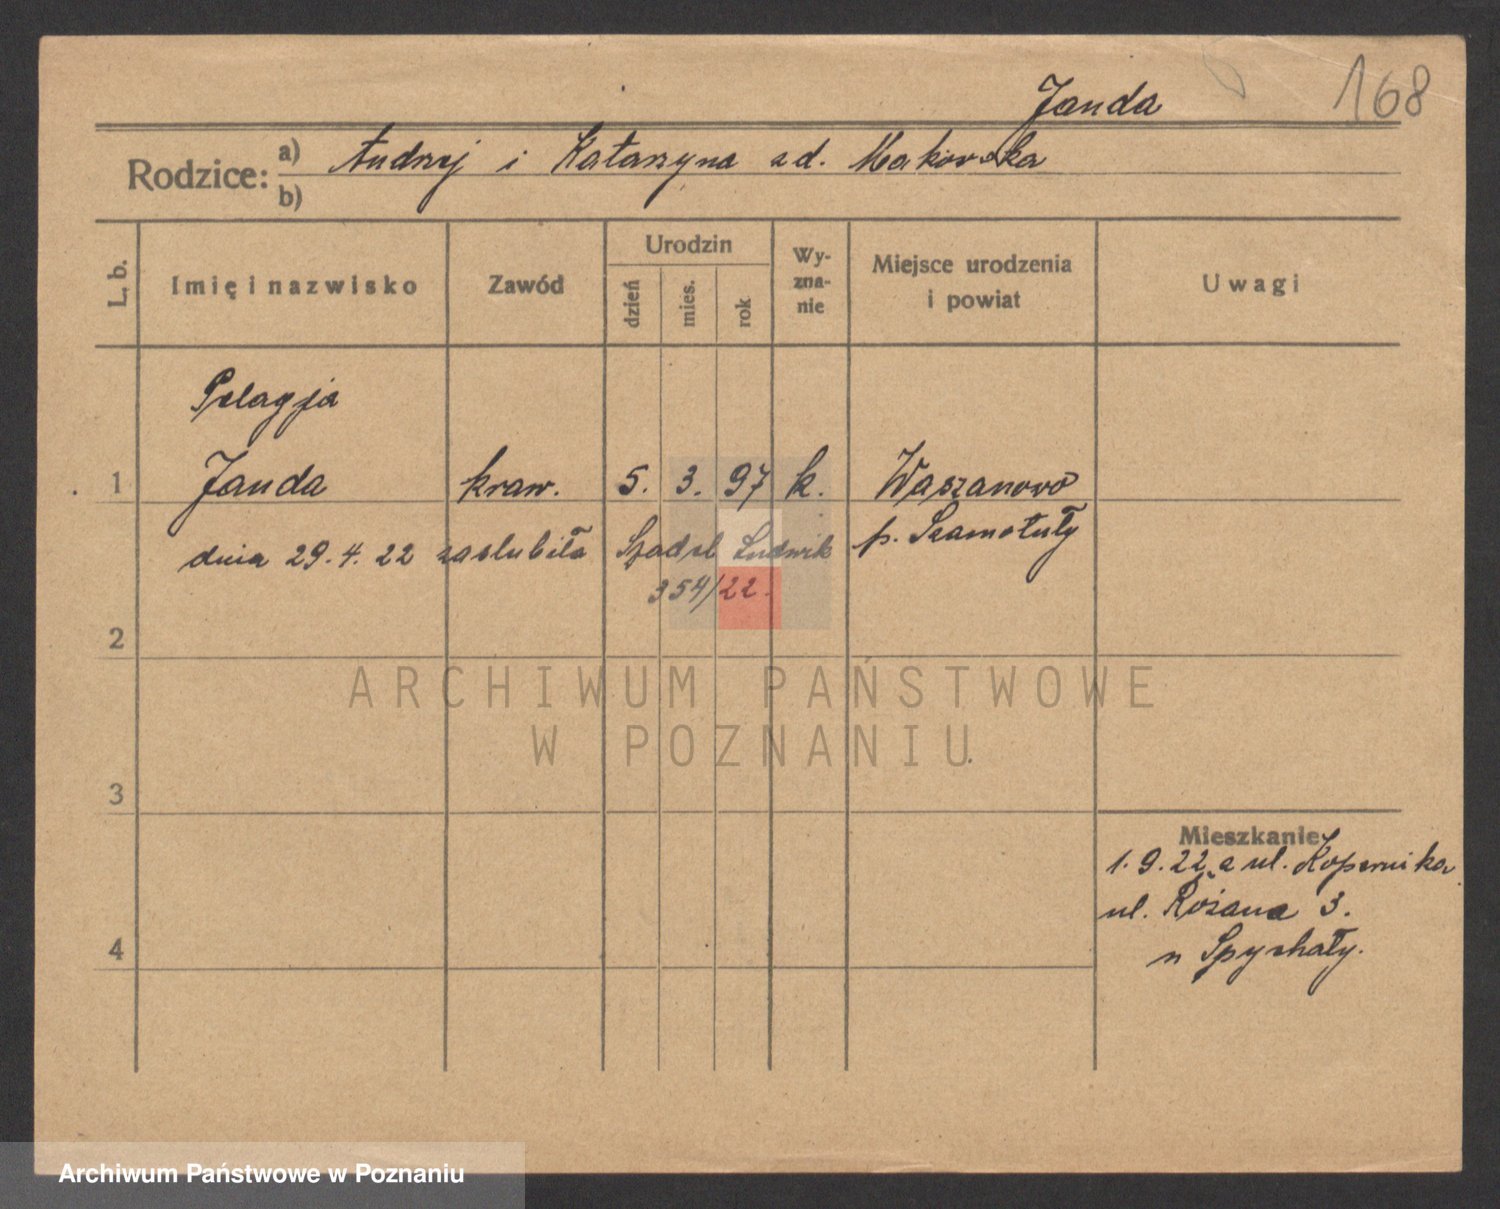 168
Janda
Rodzice: a) Andrzej i Katarzyna z d. Makowska
b)
L. b. Imię i nazwisko Zawód Urodzin dzień mies. rok Wy-zna-nie Miejsce urodzenia i powiat Uwagi
Pelagja
1 Janda kraw. 5. 3. 97 k. Waszanowo
p. Szamotuły
dnia 29.4.22 zaslubiła Szadel Ludwik
354/22.
2
ARCHIWUM PAŃSTWOWE
W POZNANIU
3
Mieszkanie
1.9.22 z ul. Kopernika
ul. Różana 3.
4
n Spychały.
Archiwum Państwowe w Poznaniu